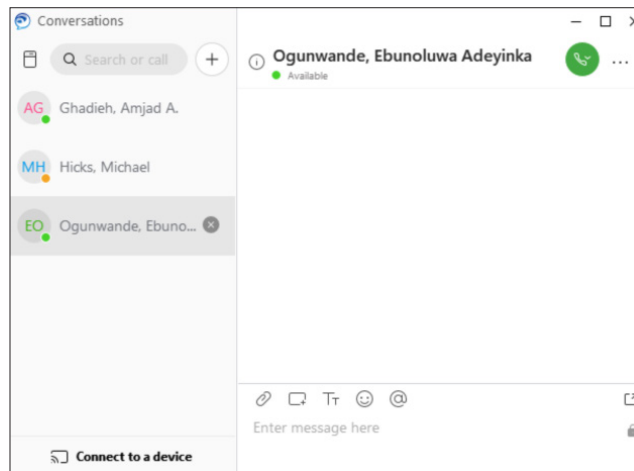 Conversations
Search or call
AG Ghadieh, Amjad A.
MH Hicks, Michael
EO Ogunwande, Ebuno...
Connect to a device
Ogunwande, Ebunoluwa Adeyinka
Available
Enter message here